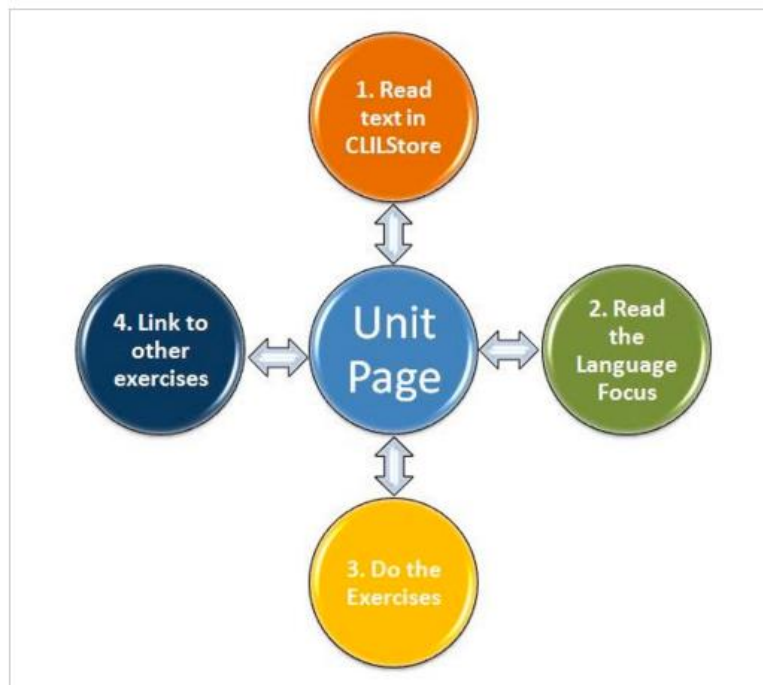 1. Read
text in
CLILStore
4. Link to
other
exercises
Unit
Page
2. Read
the
Language
Focus
3. Do the
Exercises